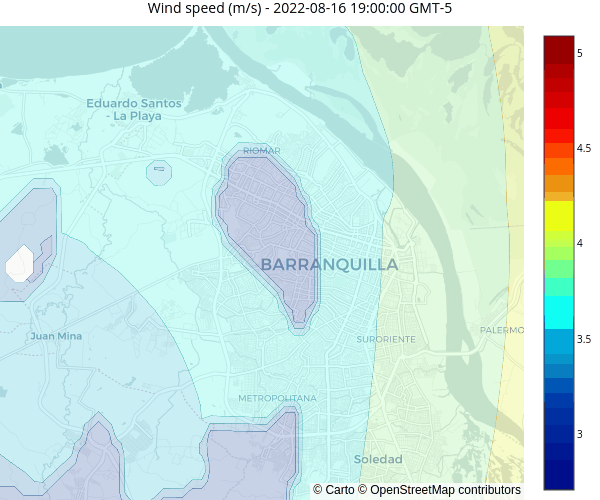 Wind speed (m/s) - 2022-08-16 19:00:00 GMT-5
5
Eduardo Santos
- La Playa
4.5
RIOMAR
4
BARRANQUILLA
3.5
Juan Mina
SURORIENTE
PALERMO
METROPOLITANA
3
Soledad
© Carto © OpenStreetMap contributors